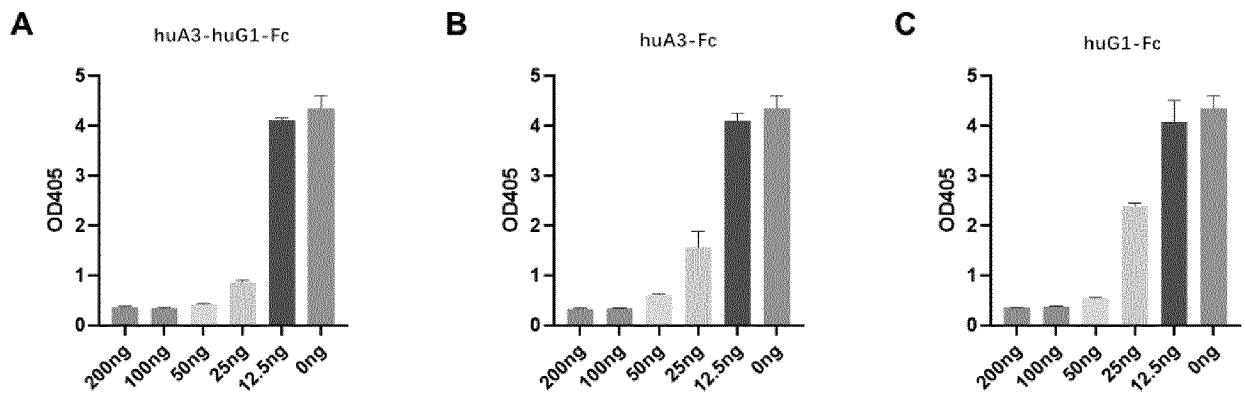 A
huA3-huG1-Fc
OD405
5
4
3
2
1
0
200ng
100ng
50ng
25ng
12.5ng
0ng
B
huA3-Fc
OD405
5
4
3
2
1
0
200ng
100ng
50ng
25ng
12.5ng
0ng
C
huG1-Fc
OD405
5
4
3
2
1
0
200ng
100ng
50ng
25ng
12.5ng
0ng